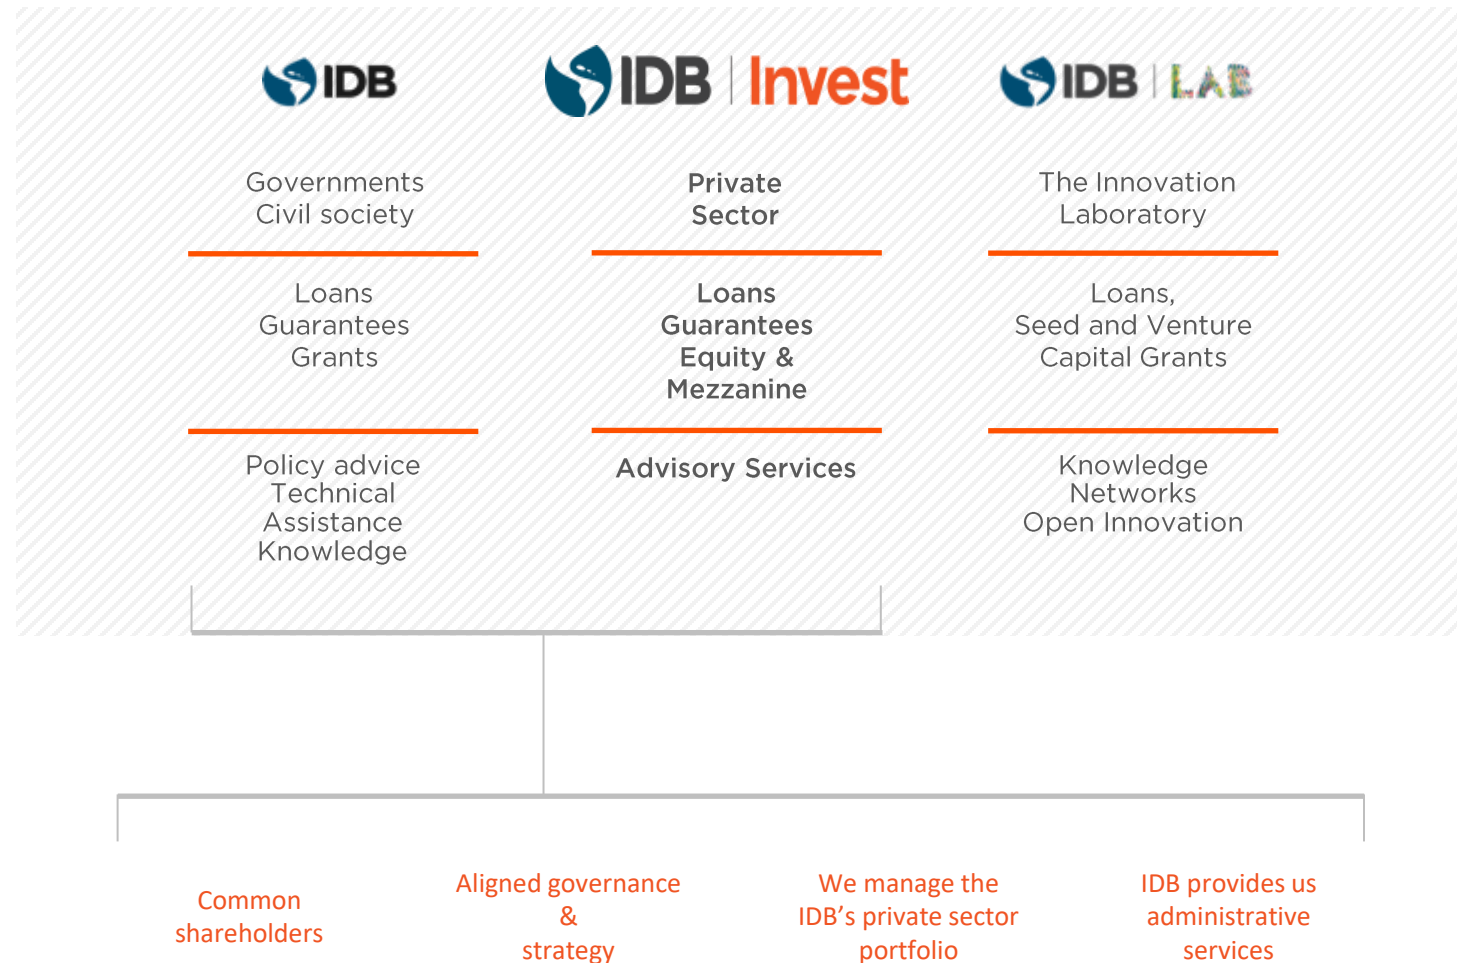 IDB
IDB | Invest
IDB | LAB
Governments
Civil society
Private
Sector
The Innovation
Laboratory
Loans
Guarantees
Grants
Loans
Guarantees
Equity &
Mezzanine
Loans,
Seed and Venture
Capital Grants
Policy advice
Technical
Assistance
Knowledge
Advisory Services
Knowledge
Networks
Open Innovation
Common
shareholders
Aligned governance
&
strategy
We manage the
IDB’s private sector
portfolio
IDB provides us
administrative
services